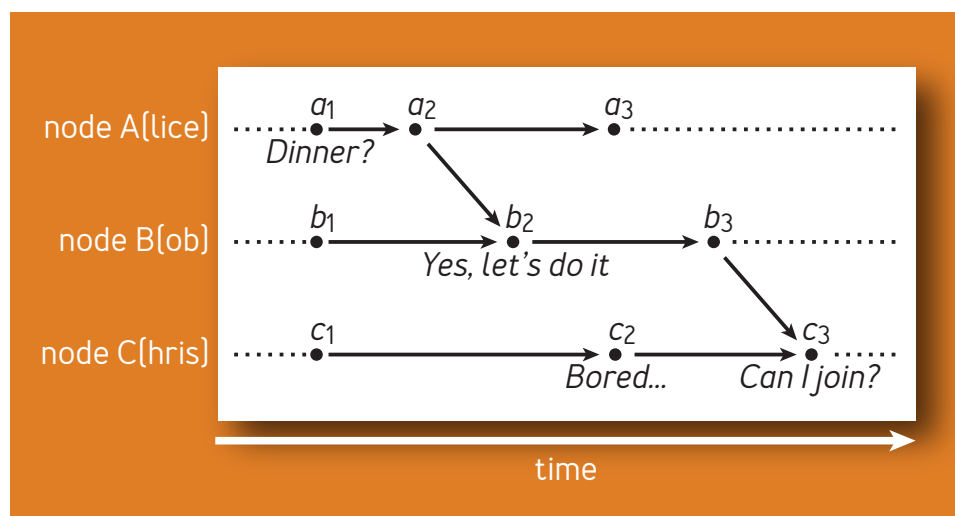 node A(lice) a1 a2 a3
Dinner?
node B(ob) b1 b2 b3
Yes, let's do it
node C(hris) c1 c2 c3
Bored... Can I join?
time